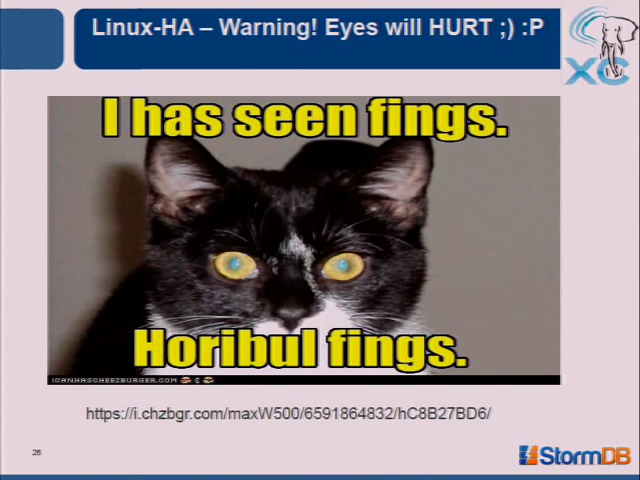 Linux-HA – Warning! Eyes will HURT ;) :P
XC
I has seen fings.
Horibul fings.
ICANHASCHEEZBURGER.COM
https://i.chzbgr.com/maxW500/6591864832/hC8B27BD6/
26
StormDB